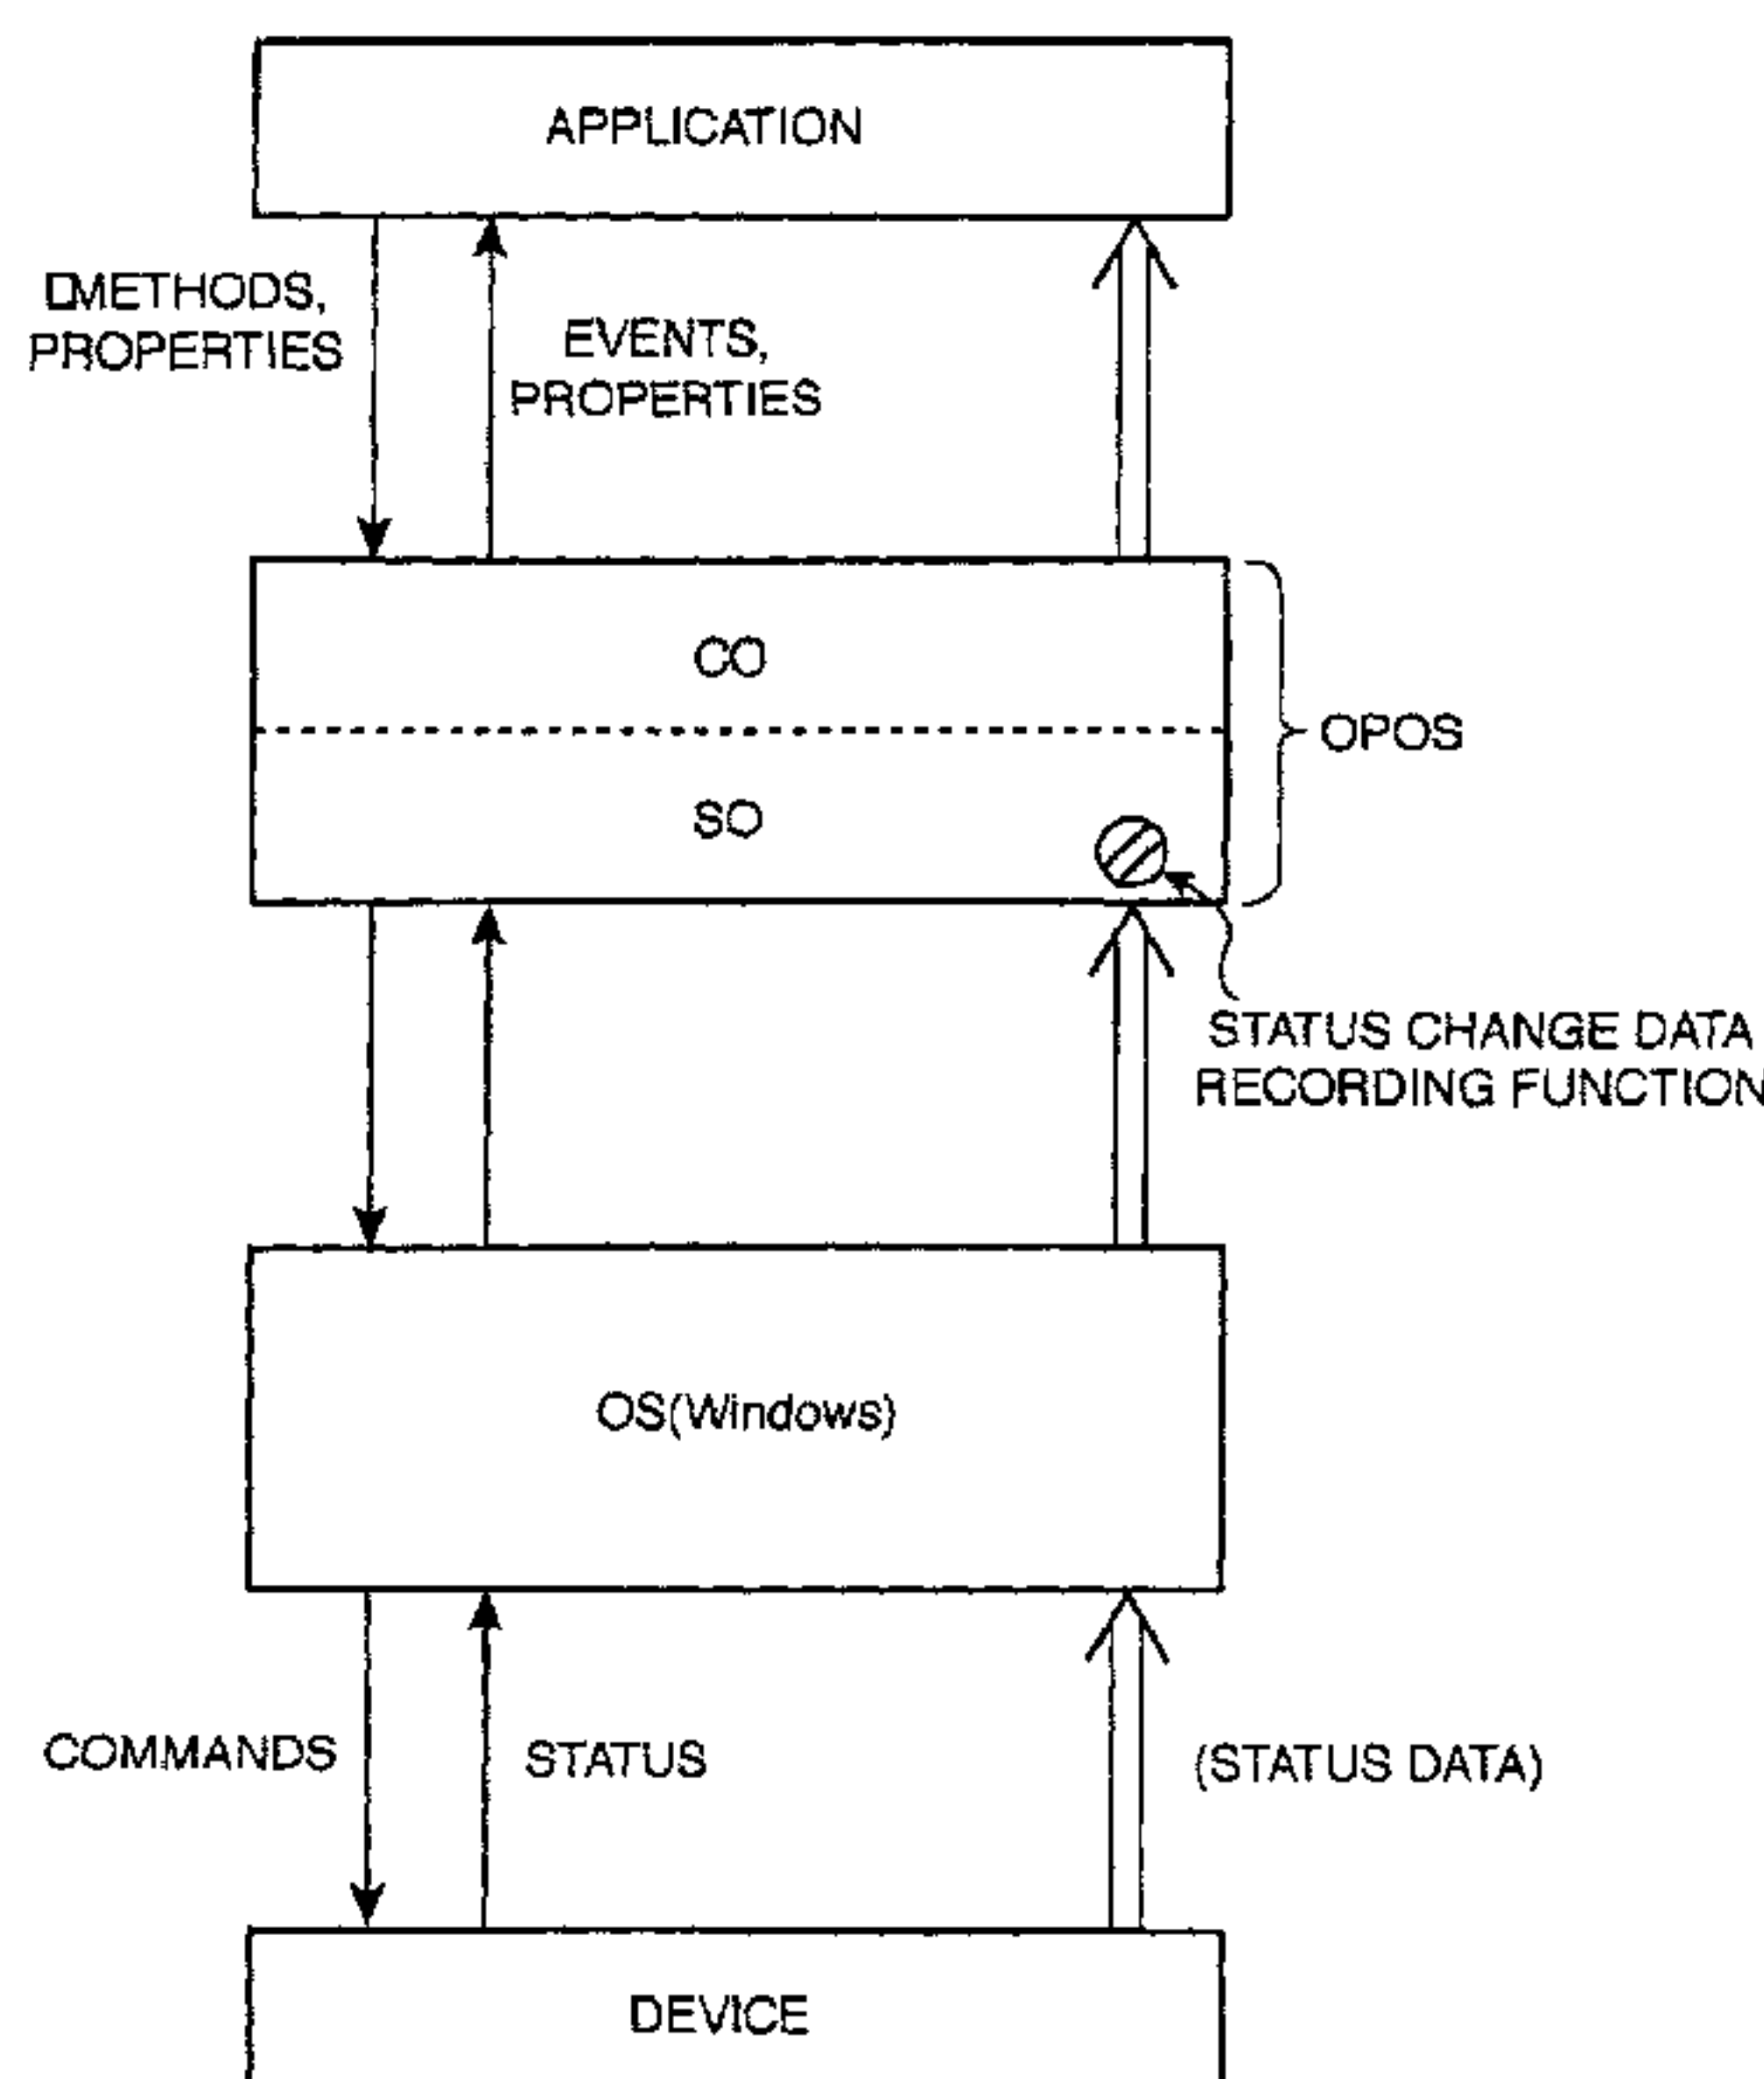 APPLICATION
DMETHODS,
PROPERTIES
EVENTS,
PROPERTIES
CO
OPOS
SO
STATUS CHANGE DATA
RECORDING FUNCTION
OS(Windows)
COMMANDS
STATUS
(STATUS DATA)
DEVICE